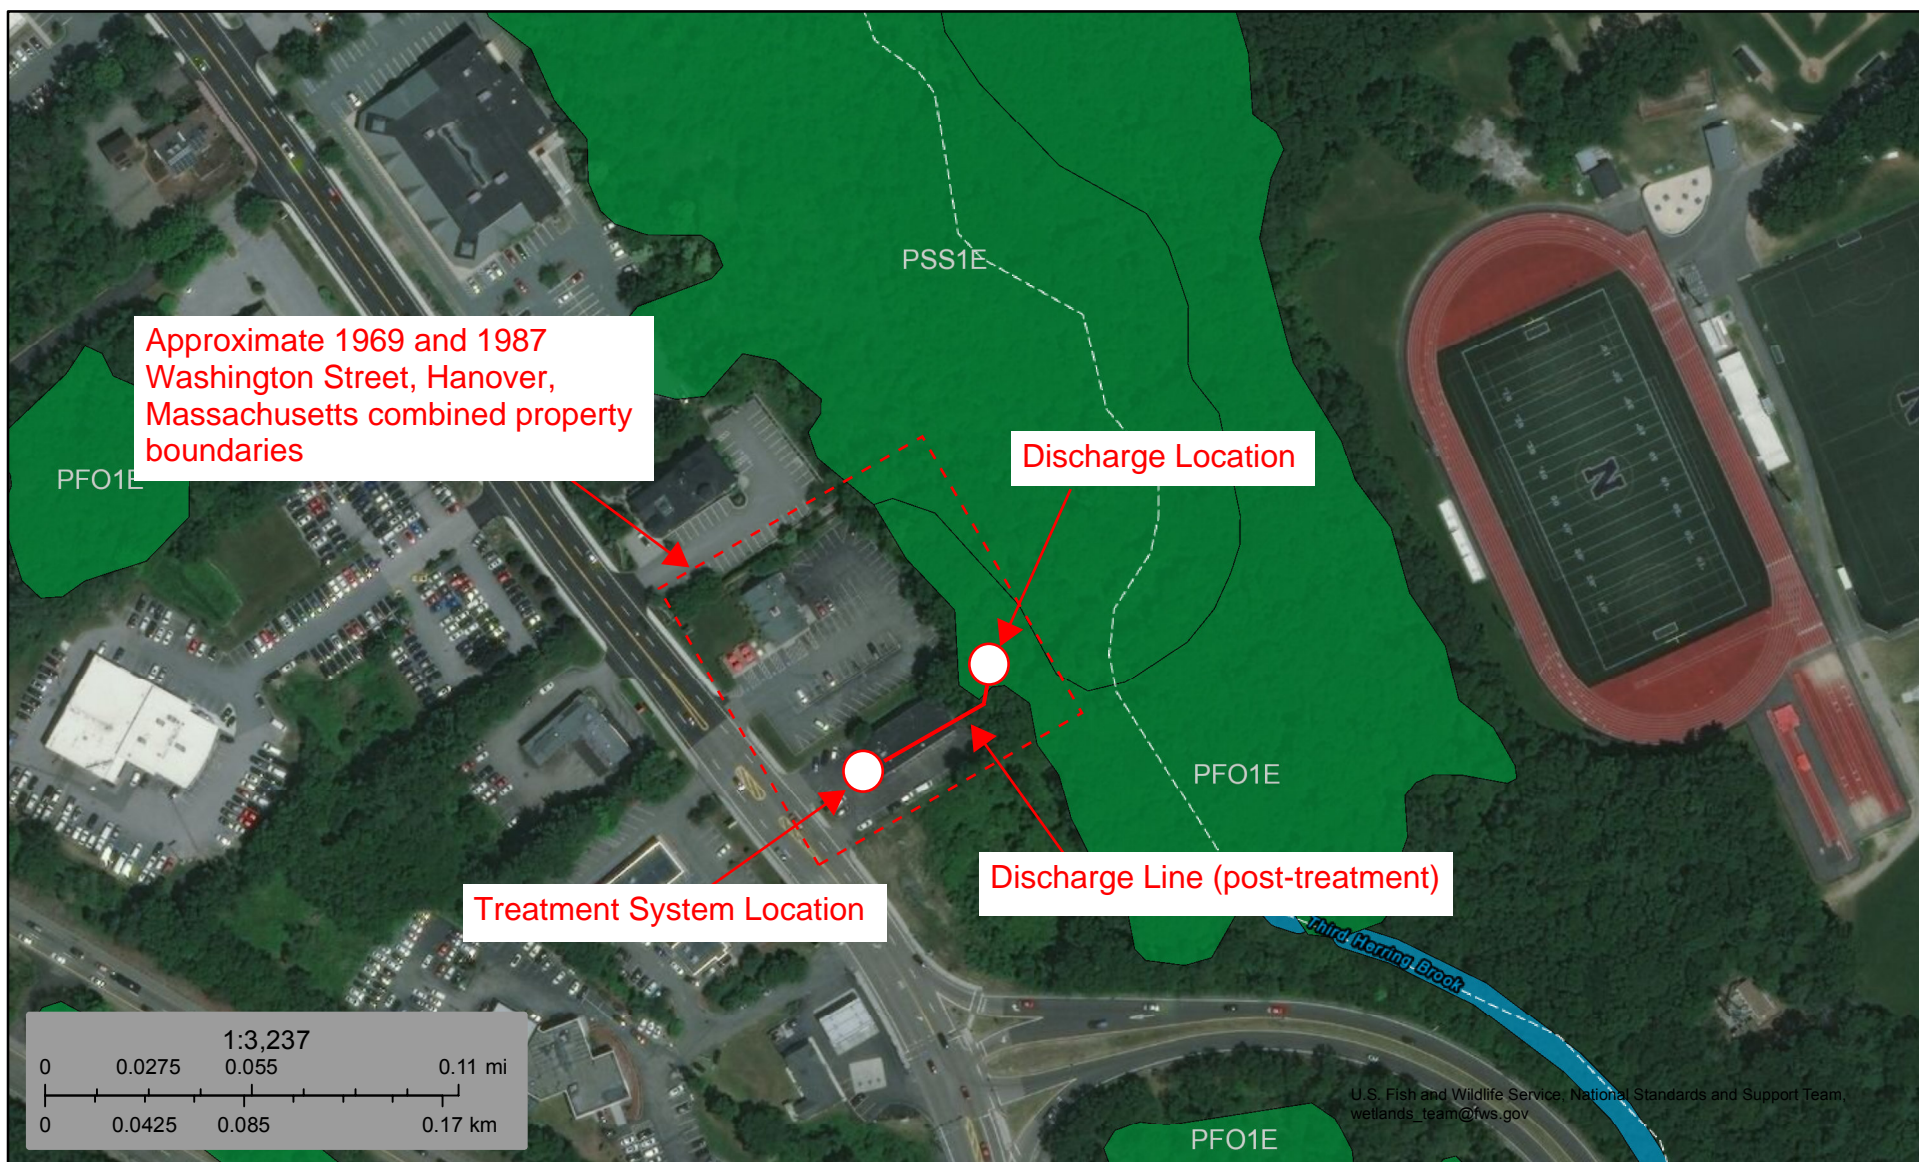 PSS1E
Approximate 1969 and 1987
Washington Street, Hanover,
Massachusetts combined property
boundaries
PFO1E
Discharge Location
N
N
PFO1E
Discharge Line (post-treatment)
Treatment System Location
Third Herring Brook
1:3,237
0 0.0275 0.055 0.11 mi
0 0.0425 0.085 0.17 km
U.S. Fish and Wildlife Service, National Standards and Support Team,
wetlands_team@fws.gov
PFO1E